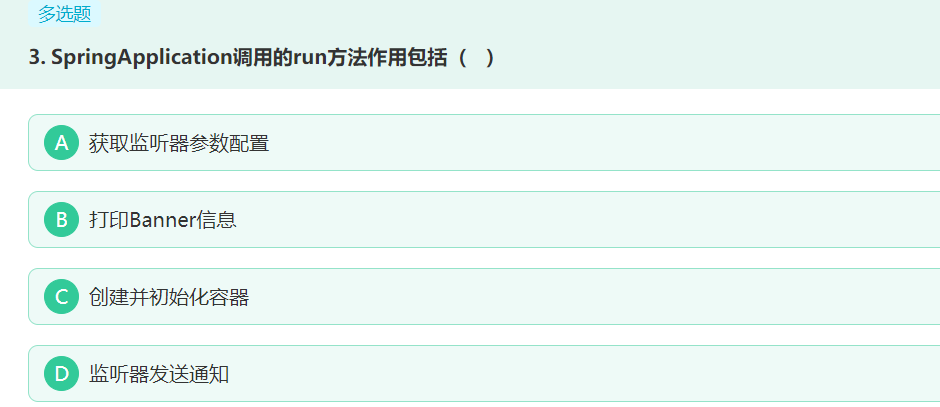 多选题
3. SpringApplication调用的run方法作用包括（ ）
A 获取监听器参数配置
B 打印Banner信息
C 创建并初始化容器
D 监听器发送通知